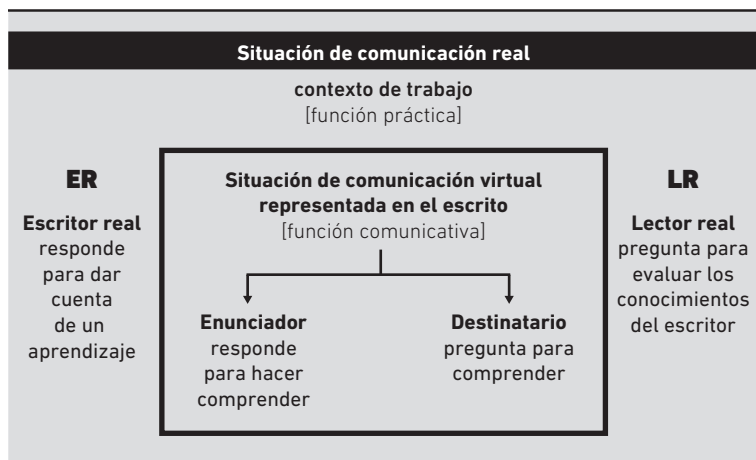 Situación de comunicación real
contexto de trabajo
[función práctica]
ER
Escritor real
responde
para dar
cuenta
de un
aprendizaje
Situación de comunicación virtual
representada en el escrito
[función comunicativa]
Enunciador
responde
para hacer
comprender
Destinatario
pregunta para
comprender
LR
Lector real
pregunta para
evaluar los
conocimientos
del escritor